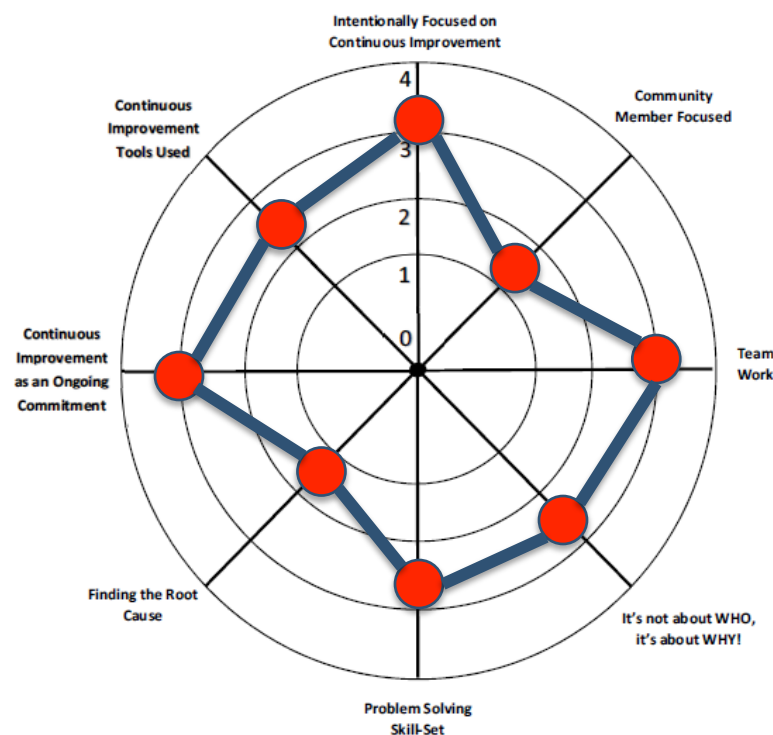 Intentionally Focused on
Continuous Improvement
Community
Member Focused
Continuous
Improvement
Tools Used
4
3
2
1
0
Continuous
Improvement
as an Ongoing
Commitment
Team
Work
Finding the Root
Cause
It's not about WHO,
it's about WHY!
Problem Solving
Skill-Set